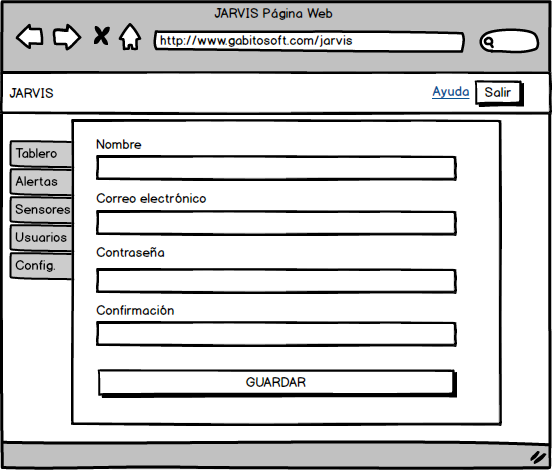 JARVIS Página Web
http://www.gabitosoft.com/jarvis
JARVIS
Ayuda
Salir
Tablero
Alertas
Sensores
Usuarios
Config.
Nombre
Correo electrónico
Contraseña
Confirmación
GUARDAR